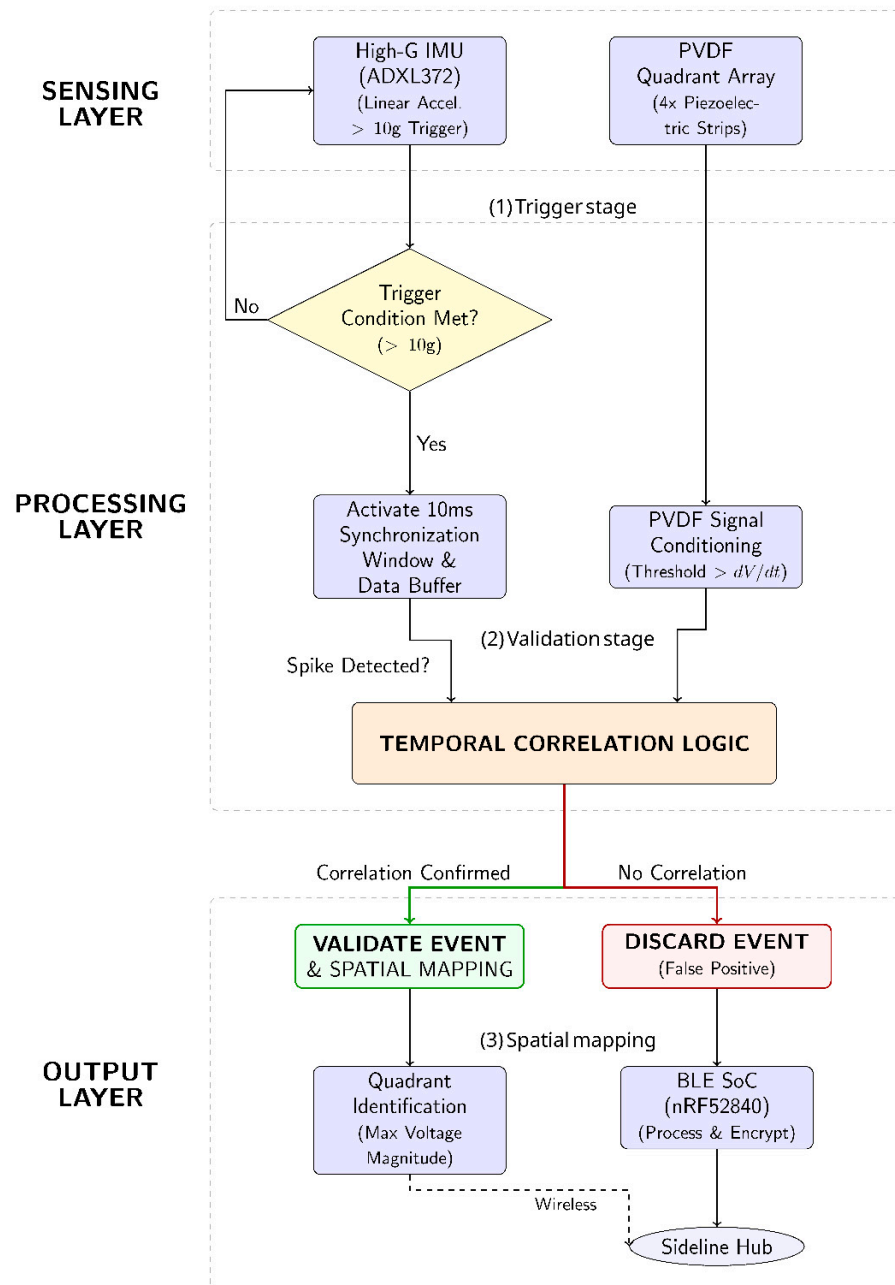 SENSING
LAYER
High-G IMU
(ADXL372)
(Linear Accel.
> 10g Trigger)
PVDF
Quadrant Array
(4x Piezoelec-
tric Strips)
(1) Trigger stage
No
Trigger
Condition Met?
(> 10g)
Yes
PROCESSING
LAYER
Activate 10ms
Synchronization
Window &
Data Buffer
PVDF Signal
Conditioning
(Threshold > dV/dt)
(2) Validation stage
Spike Detected?
TEMPORAL CORRELATION LOGIC
Correlation Confirmed
No Correlation
VALIDATE EVENT
& SPATIAL MAPPING
DISCARD EVENT
(False Positive)
(3) Spatial mapping
OUTPUT
LAYER
Quadrant
Identification
(Max Voltage
Magnitude)
BLE SoC
(nRF52840)
(Process & Encrypt)
Wireless
Sideline Hub